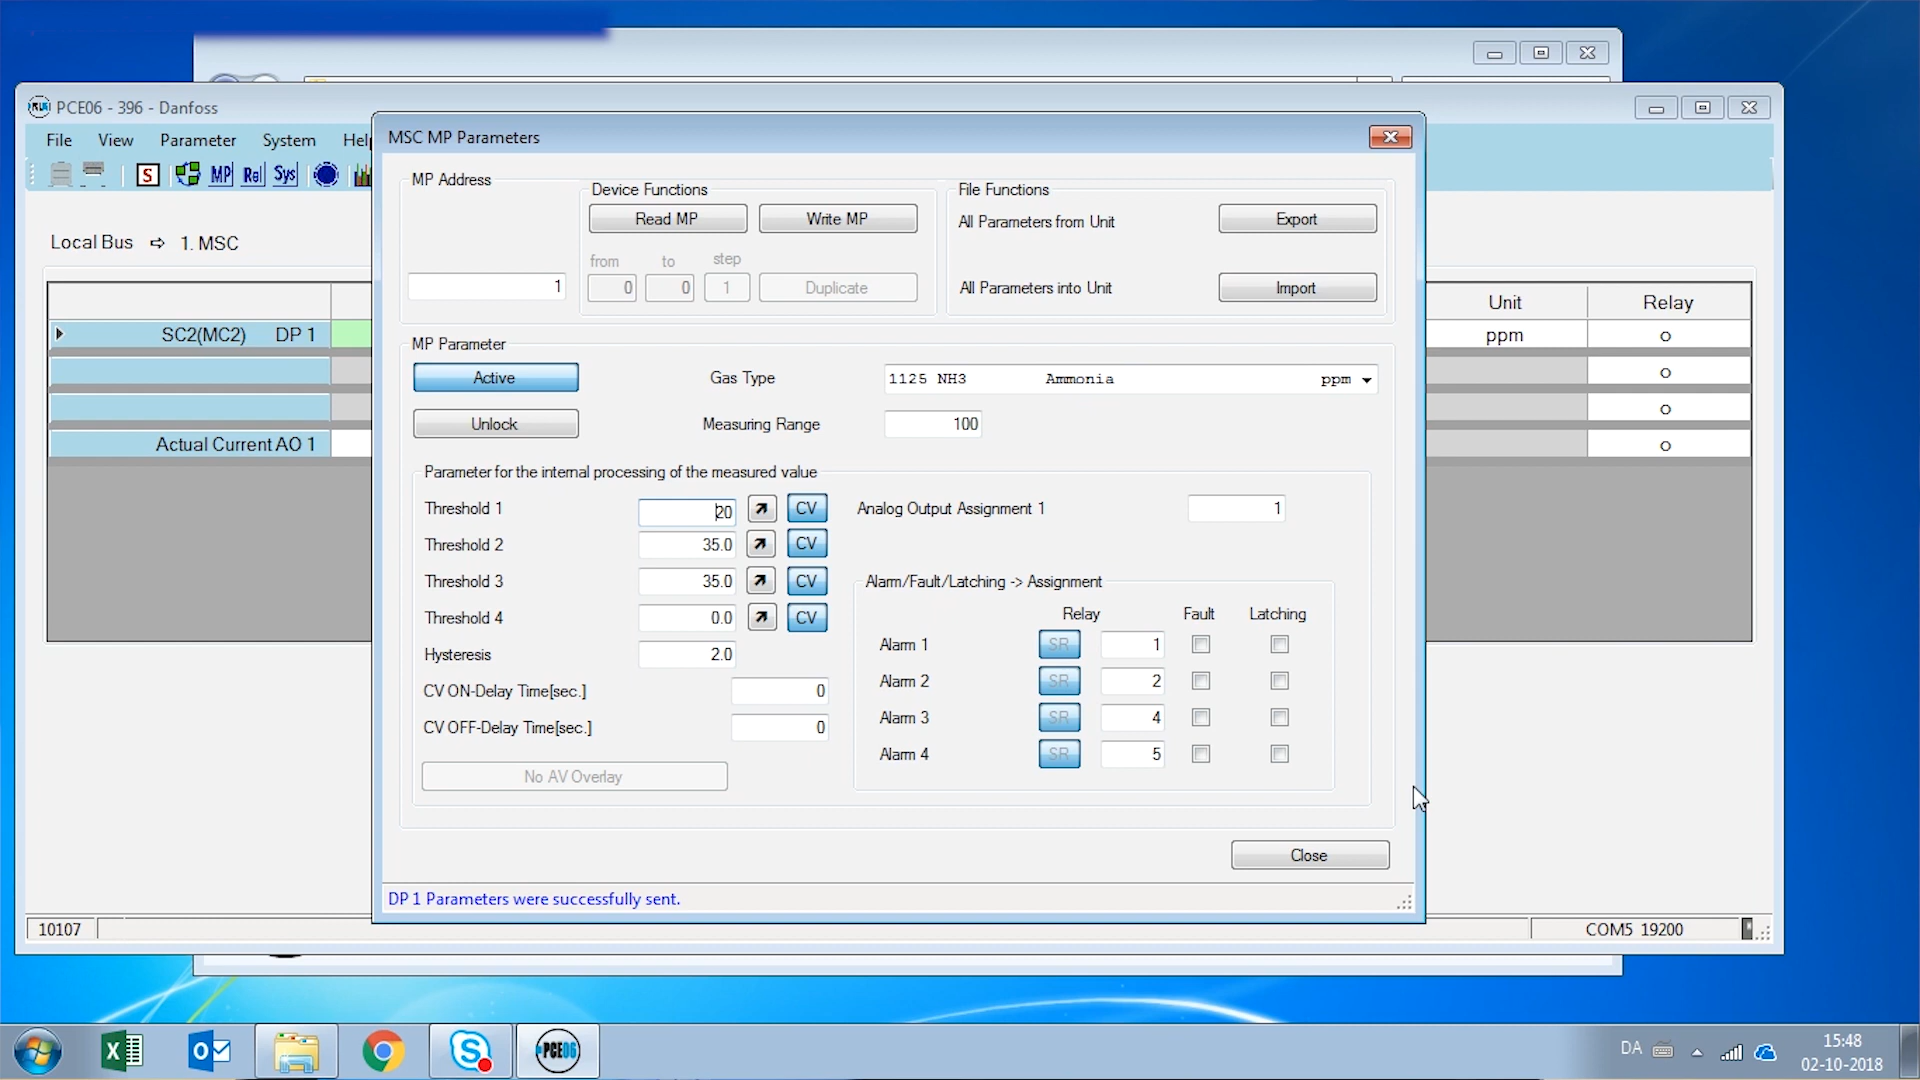 PCE06 - 396 - Danfoss
File View Parameter System Hel
S MP Rel Sys
Local Bus ⇨ 1. MSC
SC2(MC2) DP 1
Actual Current AO 1
Unit Relay
ppm o
o
o
o
10107
COM5 19200
MSC MP Parameters
MP Address
1
Device Functions
Read MP Write MP
from to step
0 0 1 Duplicate
File Functions
All Parameters from Unit Export
All Parameters into Unit Import
MP Parameter
Active
Gas Type 1125 NH3 Ammonia ppm
Unlock
Measuring Range 100
Parameter for the internal processing of the measured value
Threshold 1 20 CV
Threshold 2 35.0 CV
Threshold 3 35.0 CV
Threshold 4 0.0 CV
Hysteresis 2.0
CV ON-Delay Time[sec.] 0
CV OFF-Delay Time[sec.] 0
No AV Overlay
Analog Output Assignment 1 1
Alarm/Fault/Latching -> Assignment
Relay Fault Latching
Alarm 1 SR 1
Alarm 2 SR 2
Alarm 3 SR 4
Alarm 4 SR 5
Close
DP 1 Parameters were successfully sent.
PCE06
DA
15:48
02-10-2018